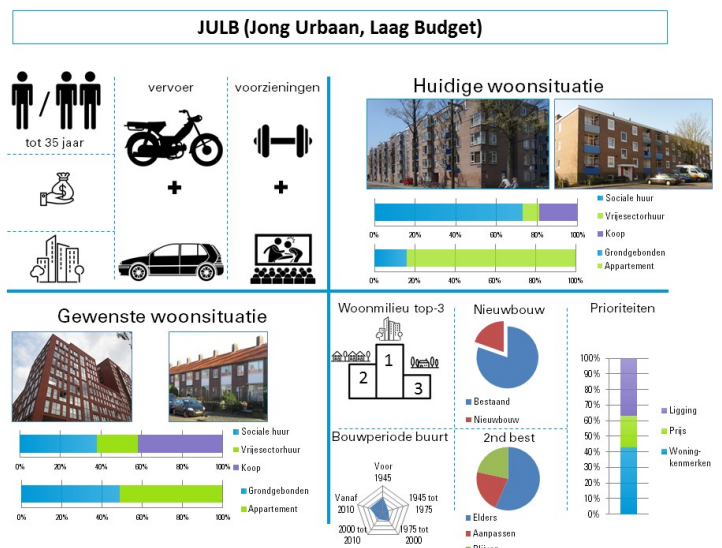 JULB (Jong Urbaan, Laag Budget)
tot 35 jaar
vervoer
+
voorzieningen
+
Huidige woonsituatie
0% 20% 40% 60% 80% 100%
Sociale huur
Vrijesectorhuur
Koop
0% 20% 40% 60% 80% 100%
Grondgebonden
Appartement
Gewenste woonsituatie
0% 20% 40% 60% 80% 100%
Sociale huur
Vrijesectorhuur
Koop
0% 20% 40% 60% 80% 100%
Grondgebonden
Appartement
Woonmilieu top-3
1
2
3
Nieuwbouw
Bestaand
Nieuwbouw
Bouwperiode buurt
Voor
1945
1945 tot
1975
1975 tot
2000
2000 tot
2010
Vanaf
2010
2nd best
Elders
Aanpassen
Blijven
Prioriteiten
100%
90%
80%
70%
60%
50%
40%
30%
20%
10%
0%
Ligging
Prijs
Woning-
kenmerken